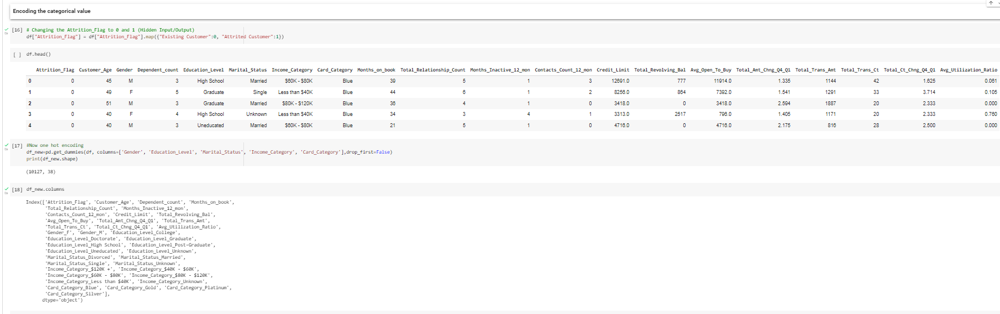 Encoding the categorical value
[16] # Changing the Attrition_Flag to 0 and 1 (Hidden Input/Output)
df["Attrition_Flag"] = df["Attrition_Flag"].map({"Existing Customer":0, "Attrited Customer":1})
[ ] df.head()
Attrition_Flag Customer_Age Gender Dependent_count Education_Level Marital_Status Income_Category Card_Category Months_on_book Total_Relationship_Count Months_Inactive_12_mon Contacts_Count_12_mon Credit_Limit Total_Revolving_Bal Avg_Open_To_Buy Total_Amt_Chng_Q4_Q1 Total_Trans_Amt Total_Trans_Ct Total_Ct_Chng_Q4_Q1 Avg_Utilization_Ratio
0 0 45 M 3 High School Married $60K - $80K Blue 39 5 1 3 12691.0 777 11914.0 1.335 1144 42 1.625 0.061
1 0 49 F 5 Graduate Single Less than $40K Blue 44 6 1 2 8256.0 864 7392.0 1.541 1291 33 3.714 0.105
2 0 51 M 3 Graduate Married $80K - $120K Blue 36 4 1 0 3418.0 0 3418.0 2.594 1887 20 2.333 0.000
3 0 40 F 4 High School Unknown Less than $40K Blue 34 3 4 1 3313.0 2517 796.0 1.405 1171 20 2.333 0.760
4 0 40 M 3 Uneducated Married $60K - $80K Blue 21 5 1 0 4716.0 0 4716.0 2.175 816 28 2.500 0.000
[17] #Now one hot encoding
df_new=pd.get_dummies(df, columns=['Gender', 'Education_Level', 'Marital_Status', 'Income_Category', 'Card_Category'],drop_first=False)
print(df_new.shape)
(10127, 38)
[18] df_new.columns
Index(['Attrition_Flag', 'Customer_Age', 'Dependent_count', 'Months_on_book',
'Total_Relationship_Count', 'Months_Inactive_12_mon',
'Contacts_Count_12_mon', 'Credit_Limit', 'Total_Revolving_Bal',
'Avg_Open_To_Buy', 'Total_Amt_Chng_Q4_Q1', 'Total_Trans_Amt',
'Total_Trans_Ct', 'Total_Ct_Chng_Q4_Q1', 'Avg_Utilization_Ratio',
'Gender_F', 'Gender_M', 'Education_Level_College',
'Education_Level_Doctorate', 'Education_Level_Graduate',
'Education_Level_High School', 'Education_Level_Post-Graduate',
'Education_Level_Uneducated', 'Education_Level_Unknown',
'Marital_Status_Divorced', 'Marital_Status_Married',
'Marital_Status_Single', 'Marital_Status_Unknown',
'Income_Category_$120K +', 'Income_Category_$40K - $60K',
'Income_Category_$60K - $80K', 'Income_Category_$80K - $120K',
'Income_Category_Less than $40K', 'Income_Category_Unknown',
'Card_Category_Blue', 'Card_Category_Gold', 'Card_Category_Platinum',
'Card_Category_Silver'],
dtype='object')